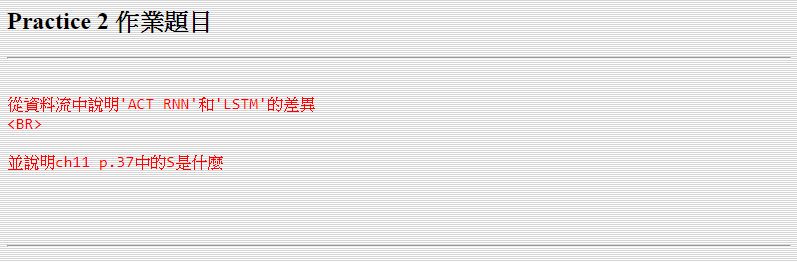 Practice 2 作業題目
從資料流中說明'ACT RNN'和'LSTM'的差異
<BR>
並說明ch11 p.37中的S是什麼